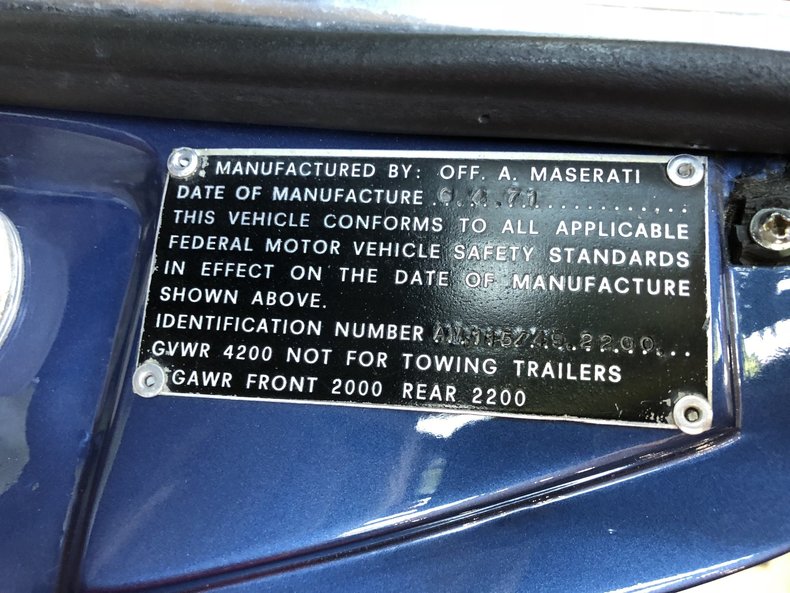 MANUFACTURED BY: OFF. A. MASERATI
DATE OF MANUFACTURE
THIS VEHICLE CONFORMS TO ALL APPLICABLE
FEDERAL MOTOR VEHICLE SAFETY STANDARDS
IN EFFECT ON THE DATE OF MANUFACTURE
SHOWN ABOVE.
IDENTIFICATION NUMBER
GVWR 4200 NOT FOR TOWING TRAILERS
GAWR FRONT 2000 REAR 2200